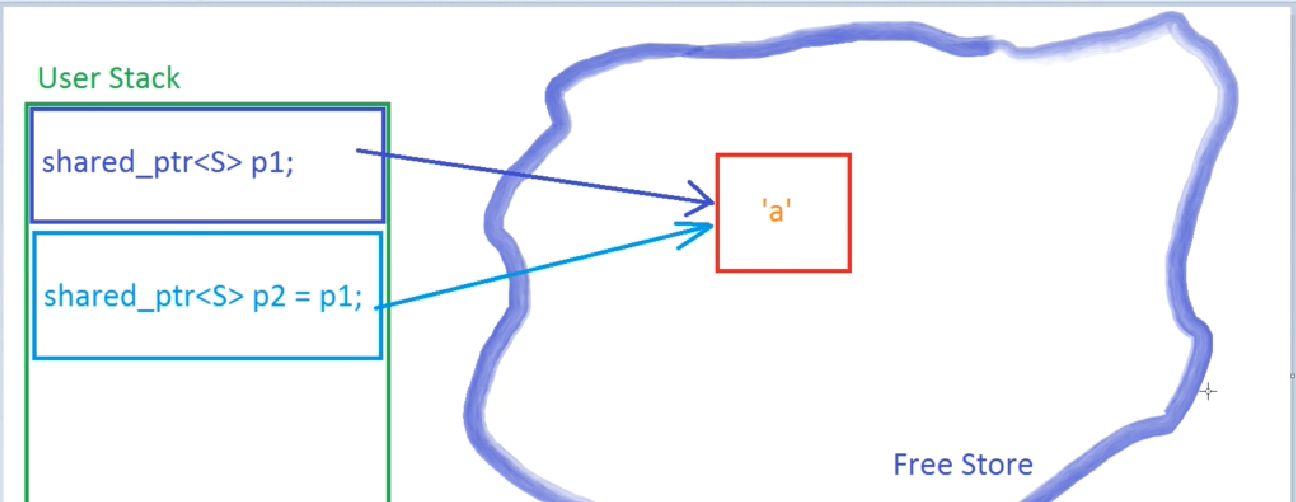 User Stack
shared_ptr<S> p1;
shared_ptr<S> p2 = p1;
'a'
Free Store